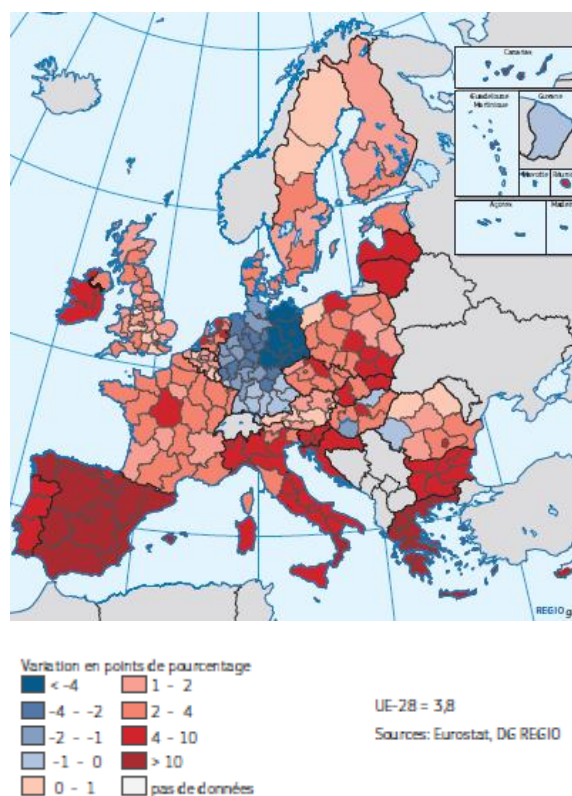 Canarias
Guadeloupe
Martinique
Guyane
Mayotte
Réunion
Açores
Madei
REGIO g
Variation en points de pourcentage
< -4
-4 - -2
-2 - -1
-1 - 0
0 - 1
1 - 2
2 - 4
4 - 10
> 10
pas de données
UE-28 = 3,8
Sources: Eurostat, DG REGIO